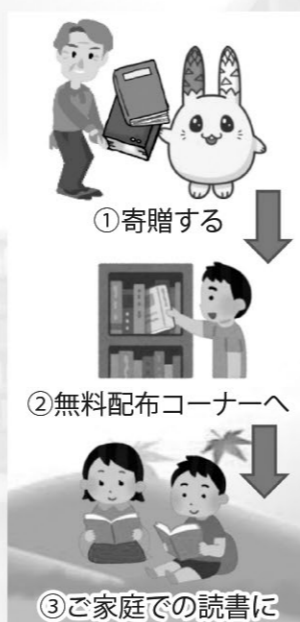 ①寄贈する
②無料配布コーナーへ
③ご家庭での読書に